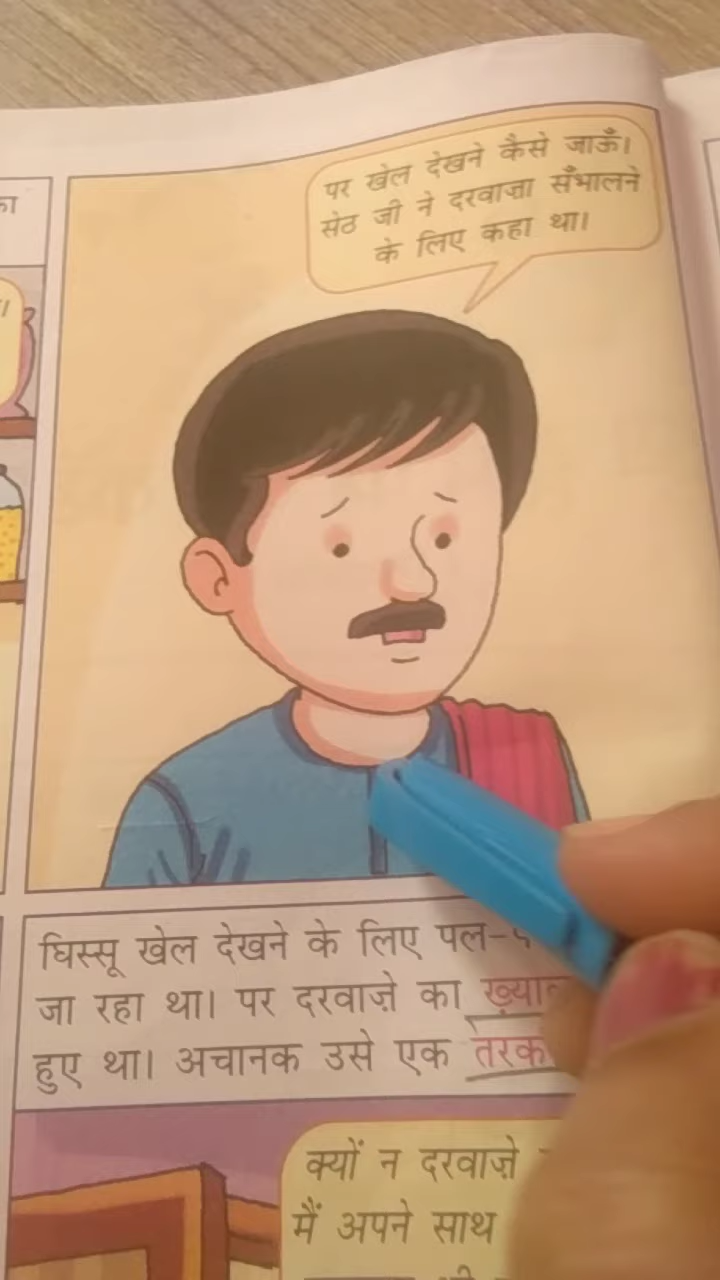 पर खेल देखने कैसे जाऊँ।
सेठ जी ने दरवाज़ा सँभालने
के लिए कहा था।
घिस्सू खेल देखने के लिए पल-
जा रहा था। पर दरवाज़े का
हुए था। अचानक उसे एक
क्यों न दरवाज़े
मैं अपने साथ